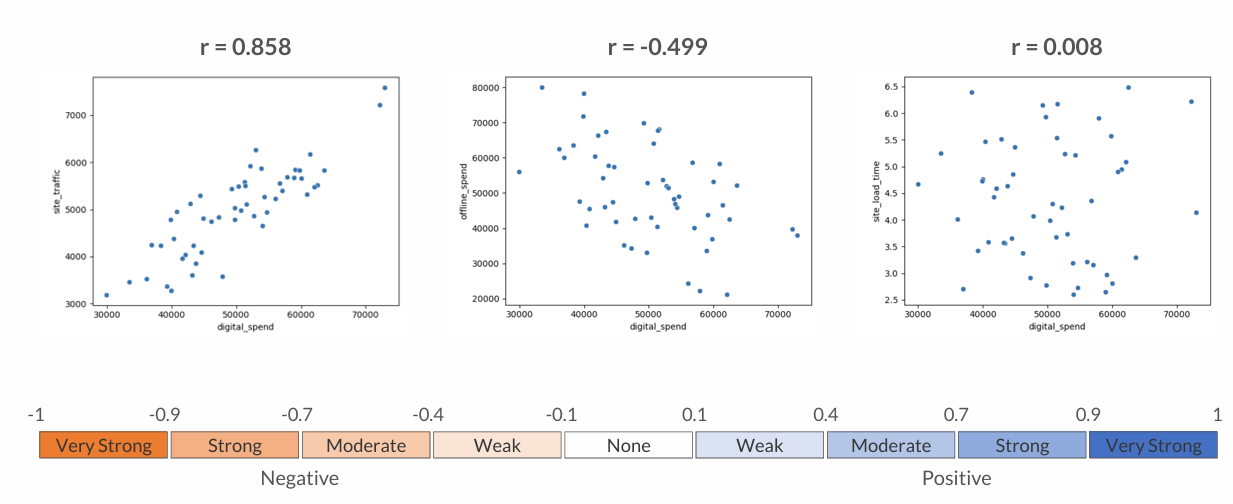 r = 0.858
r = -0.499
r = 0.008
7000
6000
5000
4000
3000
site_traffic
30000 40000 50000 60000 70000
digital_spend
80000
70000
60000
50000
40000
30000
20000
offline_spend
30000 40000 50000 60000 70000
digital_spend
6.5
6.0
5.5
5.0
4.5
4.0
3.5
3.0
2.5
site_load_time
30000 40000 50000 60000 70000
digital_spend
-1 -0.9 -0.7 -0.4 -0.1 0.1 0.4 0.7 0.9 1
Very Strong Strong Moderate Weak None Weak Moderate Strong Very Strong
Negative Positive